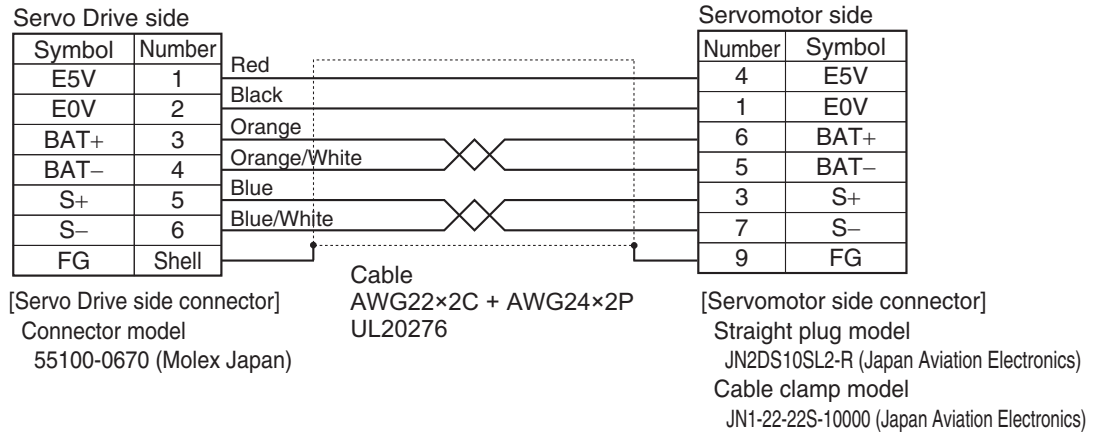 Servo Drive side
Servomotor side
Symbol Number
Number Symbol
E5V 1 Red 4 E5V
E0V 2 Black 1 E0V
BAT+ 3 Orange 6 BAT+
BAT− 4 Orange/White 5 BAT−
S+ 5 Blue 3 S+
S− 6 Blue/White 7 S−
FG Shell 9 FG
Cable
AWG22×2C + AWG24×2P
UL20276
[Servo Drive side connector]
Connector model
55100-0670 (Molex Japan)
[Servomotor side connector]
Straight plug model
JN2DS10SL2-R (Japan Aviation Electronics)
Cable clamp model
JN1-22-22S-10000 (Japan Aviation Electronics)